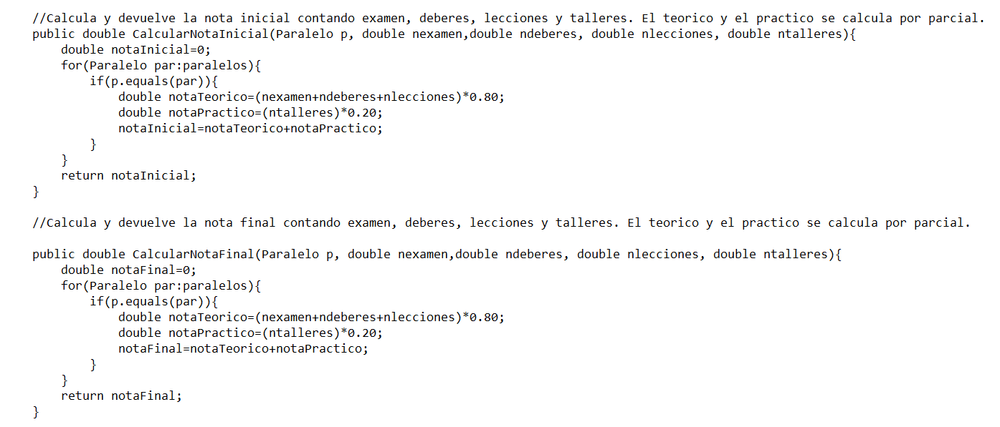 //Calcula y devuelve la nota inicial contando examen, deberes, lecciones y talleres. El teorico y el practico se calcula por parcial.
public double CalcularNotaInicial(Paralelo p, double nexamen,double ndeberes, double nlecciones, double ntalleres){
    double notaInicial=0;
    for(Paralelo par:paralelos){
        if(p.equals(par)){
            double notaTeorico=(nexamen+ndeberes+nlecciones)*0.80;
            double notaPractico=(ntalleres)*0.20;
            notaInicial=notaTeorico+notaPractico;
        }
    }
    return notaInicial;
}

//Calcula y devuelve la nota final contando examen, deberes, lecciones y talleres. El teorico y el practico se calcula por parcial.

public double CalcularNotaFinal(Paralelo p, double nexamen,double ndeberes, double nlecciones, double ntalleres){
    double notaFinal=0;
    for(Paralelo par:paralelos){
        if(p.equals(par)){
            double notaTeorico=(nexamen+ndeberes+nlecciones)*0.80;
            double notaPractico=(ntalleres)*0.20;
            notaFinal=notaTeorico+notaPractico;
        }
    }
    return notaFinal;
}